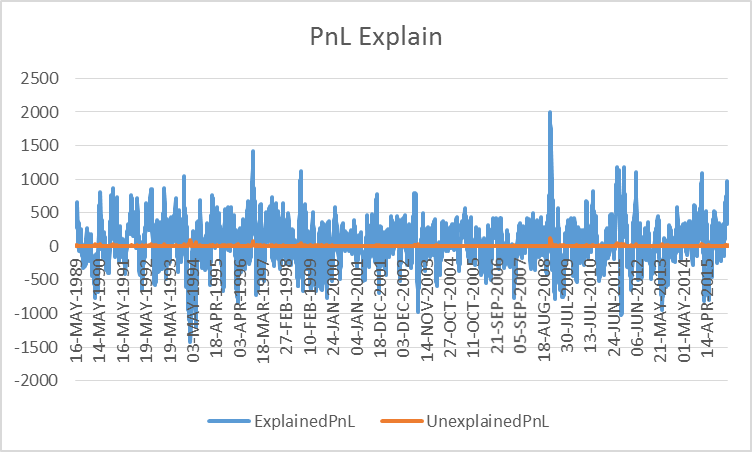 PnL Explain
2500
2000
1500
1000
500
0
-500
-1000
-1500
-2000
16-MAY-1989
14-MAY-1990
16-MAY-1991
19-MAY-1992
19-MAY-1993
03-MAY-1994
18-APR-1995
03-APR-1996
18-MAR-1997
27-FEB-1998
10-FEB-1999
24-JAN-2000
04-JAN-2001
18-DEC-2001
03-DEC-2002
14-NOV-2003
27-OCT-2004
11-OCT-2005
21-SEP-2006
05-SEP-2007
18-AUG-2008
30-JUL-2009
13-JUL-2010
24-JUN-2011
06-JUN-2012
21-MAY-2013
01-MAY-2014
14-APR-2015
ExplainedPnL UnexplainedPnL